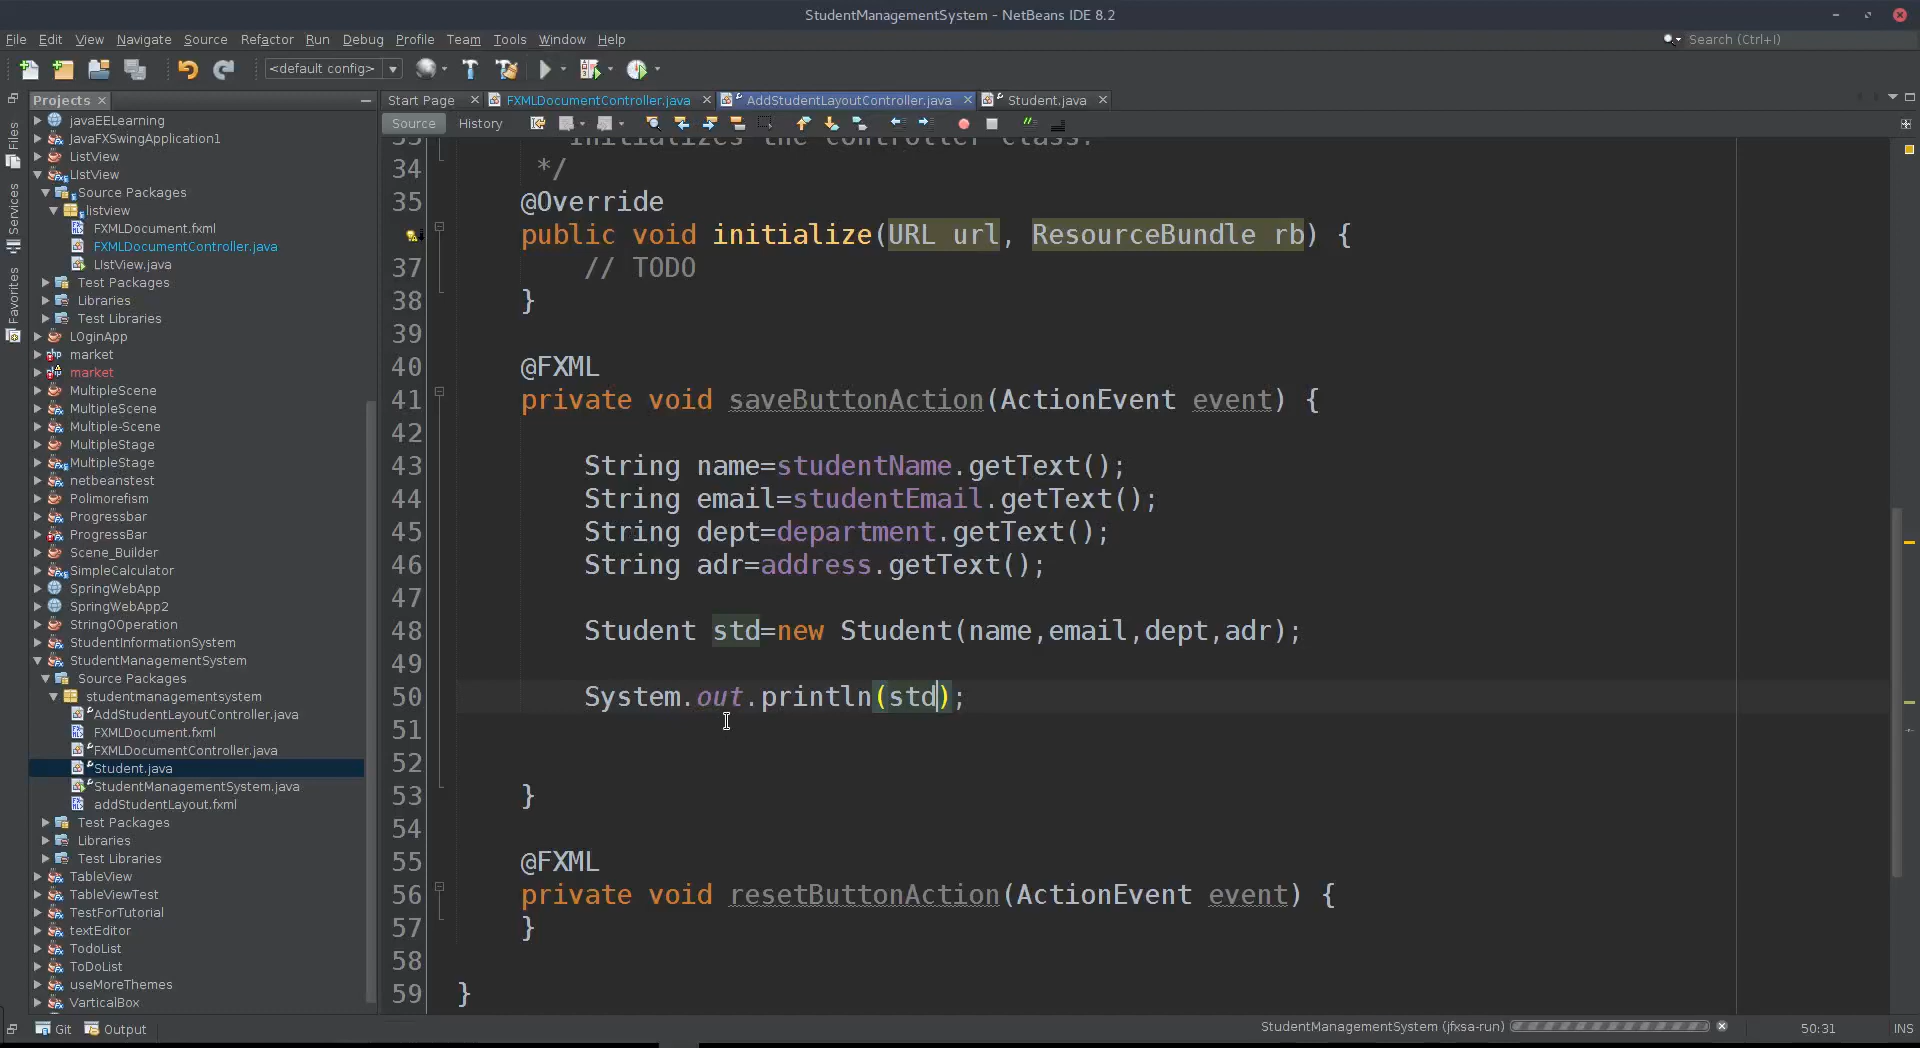 StudentManagementSystem - NetBeans IDE 8.2
File Edit View Navigate Source Refactor Run Debug Profile Team Tools Window Help
Search (Ctrl+I)
<default config>
Projects
Start Page
FXMLDocumentController.java
AddStudentLayoutController.java
Student.java
Source History
Files
Services
Favorites
javaEELearning
JavaFXSwingApplication1
ListView
LIstView
Source Packages
listview
FXMLDocument.fxml
FXMLDocumentController.java
LIstView.java
Test Packages
Libraries
Test Libraries
LOginApp
market
market
MultipleScene
MultipleScene
Multiple-Scene
MultipleStage
MultipleStage
netbeanstest
Polimorefism
Progressbar
ProgressBar
Scene_Builder
SimpleCalculator
SpringWebApp
SpringWebApp2
StringOOperation
StudentInformationSystem
StudentManagementSystem
Source Packages
studentmanagementsystem
AddStudentLayoutController.java
FXMLDocument.fxml
FXMLDocumentController.java
Student.java
StudentManagementSystem.java
addStudentLayout.fxml
Test Packages
Libraries
Test Libraries
TableView
TableViewTest
TestForTutorial
textEditor
TodoList
ToDoList
useMoreThemes
VarticalBox
33 Initializes the controller class.
34 */
35 @Override
public void initialize(URL url, ResourceBundle rb) {
37 // TODO
38 }
39
40 @FXML
41 private void saveButtonAction(ActionEvent event) {
42
43 String name=studentName.getText();
44 String email=studentEmail.getText();
45 String dept=department.getText();
46 String adr=address.getText();
47
48 Student std=new Student(name,email,dept,adr);
49
50 System.out.println(std);
51
52
53 }
54
55 @FXML
56 private void resetButtonAction(ActionEvent event) {
57 }
58
59 }
Git Output
StudentManagementSystem (jfxsa-run)
50:31
INS